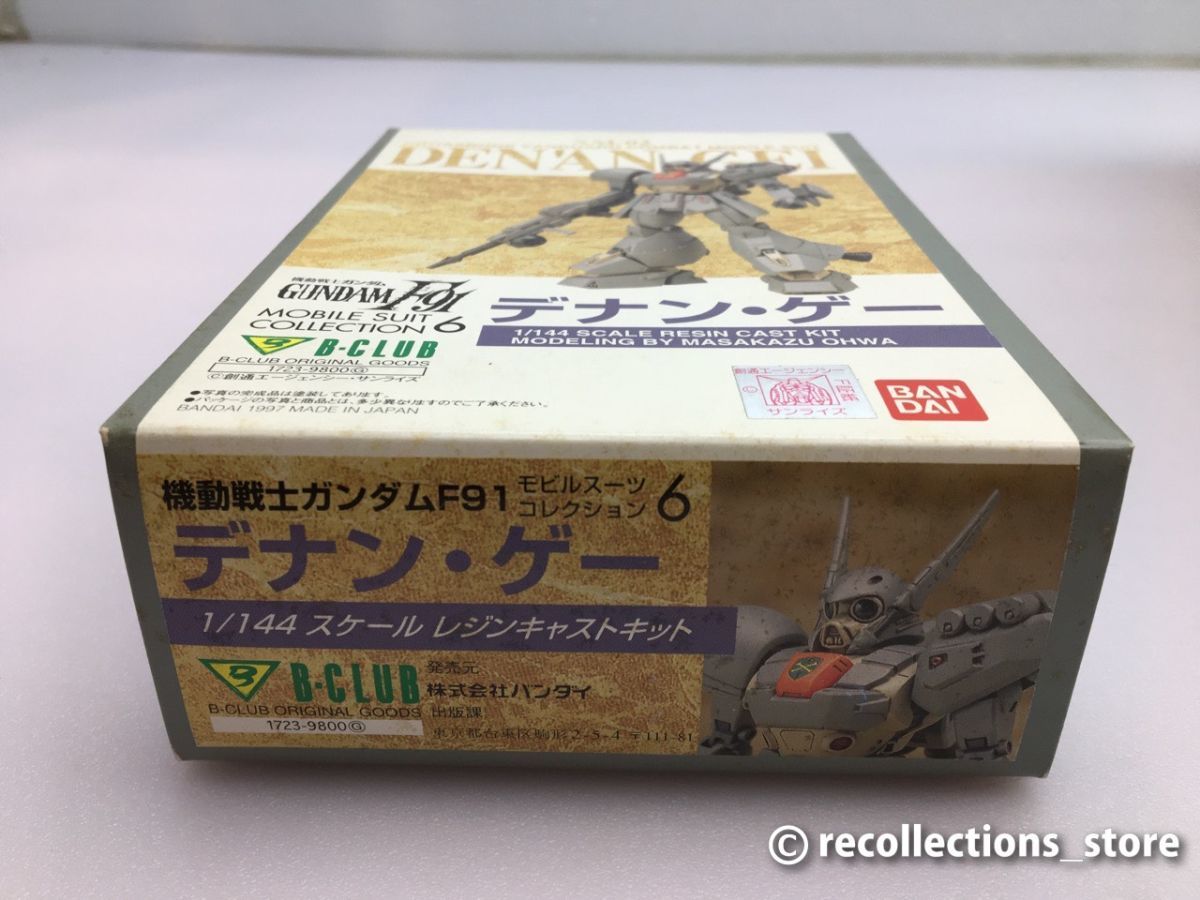 DEN'AN GEI
機動戦士ガンダム
GUNDAM F91
MOBILE SUIT
COLLECTION 6
B-CLUB
B-CLUB ORIGINAL GOODS
1723-9800Ⓖ
©創通エージェンシー・サンライズ
●写真の完成品は塗装してあります。
●パッケージの写真と商品とは、多少異なりますのでご了承ください。
BANDAI 1997 MADE IN JAPAN
デナン・ゲー
1/144 SCALE RESIN CAST KIT
MODELING BY MASAKAZU OHWA
創通エージェンシー
サンライズ
BAN
DAI
機動戦士ガンダムF91
モビルスーツ
コレクション 6
デナン・ゲー
1/144 スケール レジンキャストキット
B-CLUB
B-CLUB ORIGINAL GOODS
1723-9800Ⓖ
発売元
株式会社バンダイ
出版課
東京都台東区駒形2-5-4 〒111-81
© recollections_store